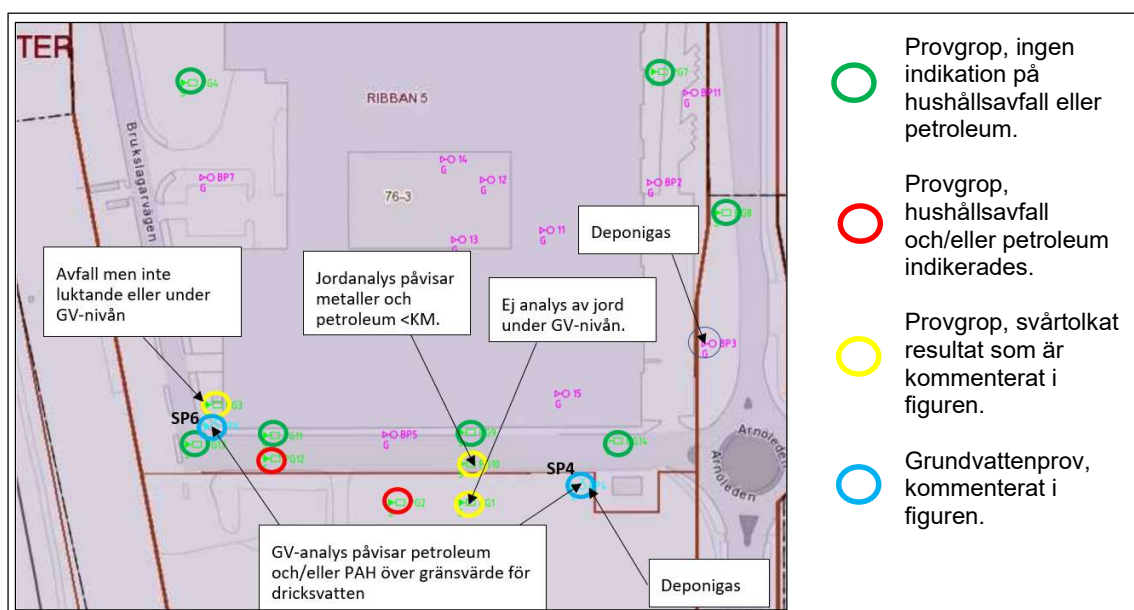 TER
G4
RIBBAN 5
G7
BP11
G
Brukslagarvägen
14
G
BP7
G
12
G
BP2
G
76-3
G8
13
G
11
G
Deponigas
Avfall men inte
luktande eller under
GV-nivån
Jordanalys påvisar
metaller och
petroleum <KM.
Ej analys av jord
under GV-nivån.
BP3
G
15
G
G3
SP6
G11
BP5
G
G9
G14
G12
G10
SP4
G2
G1
Arnöleden
Arnöleden
GV-analys påvisar petroleum
och/eller PAH över gränsvärde för
dricksvatten
Deponigas
Provgrop, ingen
indikation på
hushållsavfall eller
petroleum.
Provgrop,
hushållsavfall
och/eller petroleum
indikerades.
Provgrop, svårtolkat
resultat som är
kommenterat i
figuren.
Grundvattenprov,
kommenterat i
figuren.